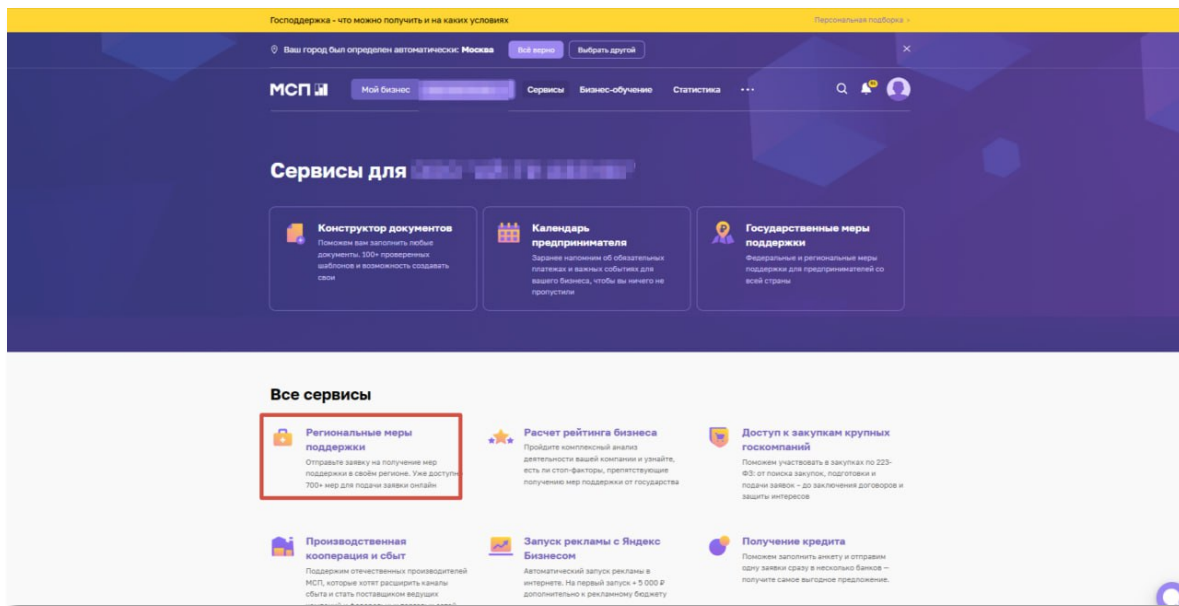 Господдержка - что можно получить и на каких условиях
Персональная подборка ›
Ваш город был определен автоматически: Москва
Всё верно
Выбрать другой
МСП
Мой бизнес
Сервисы
Бизнес-обучение
Статистика
Сервисы для
Конструктор документов
Поможем вам заполнить любые
документы. 100+ проверенных
шаблонов и возможность создавать
свои
Календарь
предпринимателя
Заранее напомним об обязательных
платежах и важных событиях для
вашего бизнеса, чтобы вы ничего не
пропустили
Государственные меры
поддержки
Федеральные и региональные меры
поддержки для предпринимателей со
всей страны
Все сервисы
Региональные меры
поддержки
Отправьте заявку на получение мер
поддержки в своём регионе. Уже доступно
700+ мер для подачи заявки онлайн
Расчет рейтинга бизнеса
Пройдите комплексный анализ
деятельности вашей компании и узнайте,
есть ли стоп-факторы, препятствующие
получению мер поддержки от государства
Доступ к закупкам крупных
госкомпаний
Поможем участвовать в закупках по 223-
ФЗ: от поиска закупок, подготовки и
подачи заявок – до заключения договоров и
защиты интересов
Производственная
кооперация и сбыт
Поддержим отечественных производителей
МСП, которые хотят расширить каналы
сбыта и стать поставщиком ведущих
Запуск рекламы с Яндекс
Бизнесом
Автоматический запуск рекламы в
интернете. На первый запуск + 5 000 ₽
дополнительно к рекламному бюджету
Получение кредита
Поможем заполнить анкету и отправим
одну заявки сразу в несколько банков —
получите самое выгодное предложение.